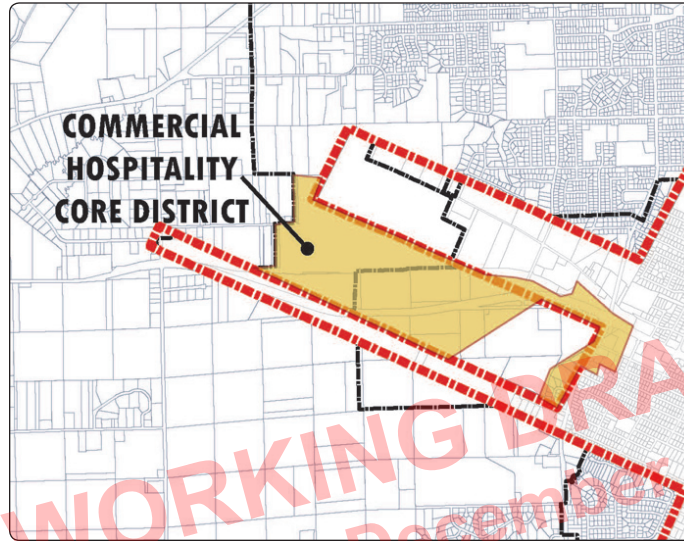 COMMERCIAL
HOSPITALITY
CORE DISTRICT
WORKING DRA
December